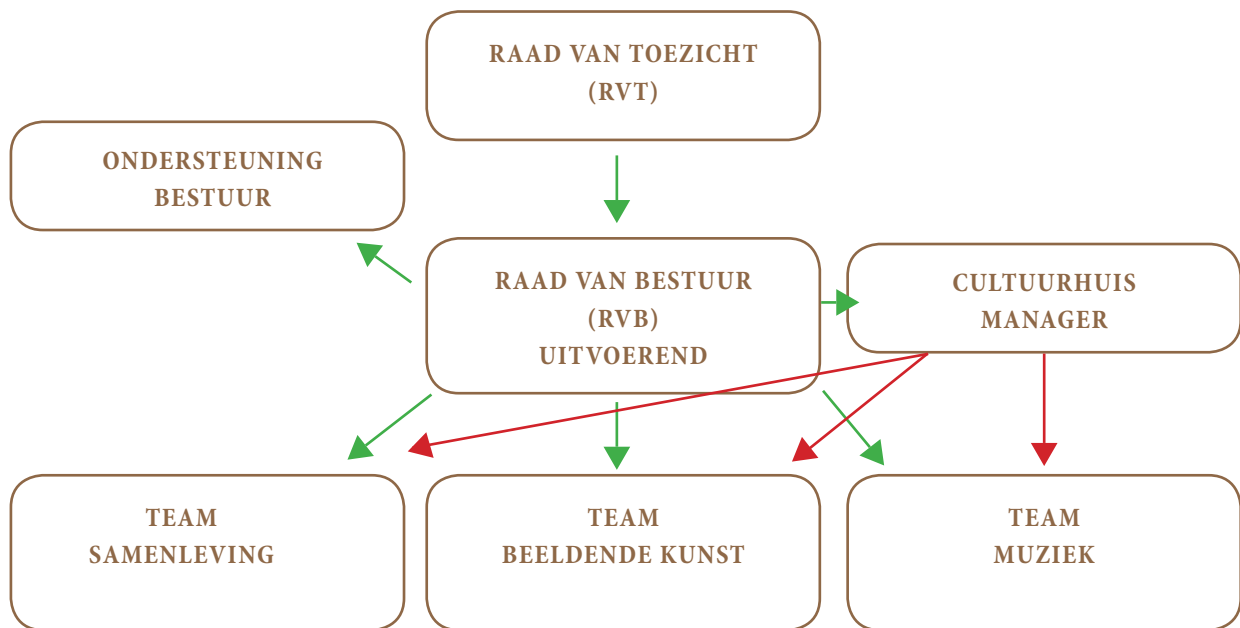 RAAD VAN TOEZICHT
(RVT)
ONDERSTEUNING
BESTUUR
RAAD VAN BESTUUR
(RVB)
UITVOEREND
CULTUURHUIS
MANAGER
TEAM
SAMENLEVING
TEAM
BEELDENDE KUNST
TEAM
MUZIEK